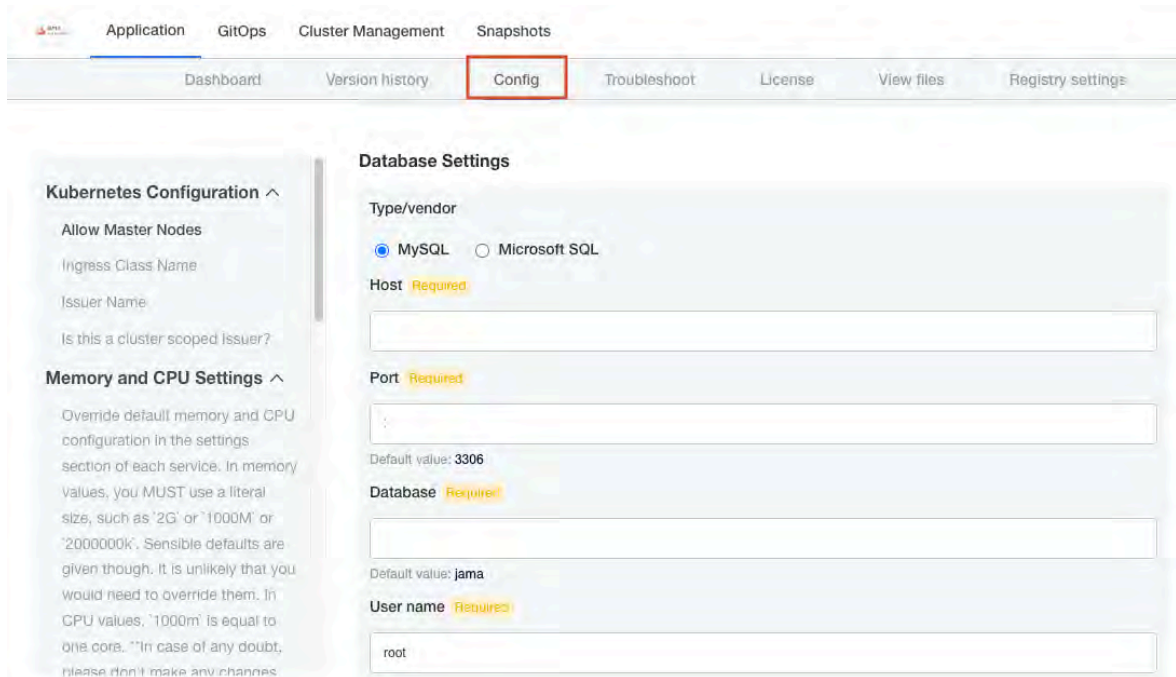 Application GitOps Cluster Management Snapshots
Dashboard Version history Config Troubleshoot License View files Registry settings
Kubernetes Configuration
Allow Master Nodes
Ingress Class Name
Issuer Name
Is this a cluster scoped Issuer?
Memory and CPU Settings
Override default memory and CPU
configuration in the settings
section of each service. In memory
values, you MUST use a literal
size, such as `2G` or `1000M` or
`2000000k`. Sensible defaults are
given though. It is unlikely that you
would need to override them. In
CPU values, `1000m` is equal to
one core. **In case of any doubt,
please don't make any changes
Database Settings
Type/vendor
MySQL Microsoft SQL
Host Required
Port Required
Default value: 3306
Database Required
Default value: jama
User name Required
root